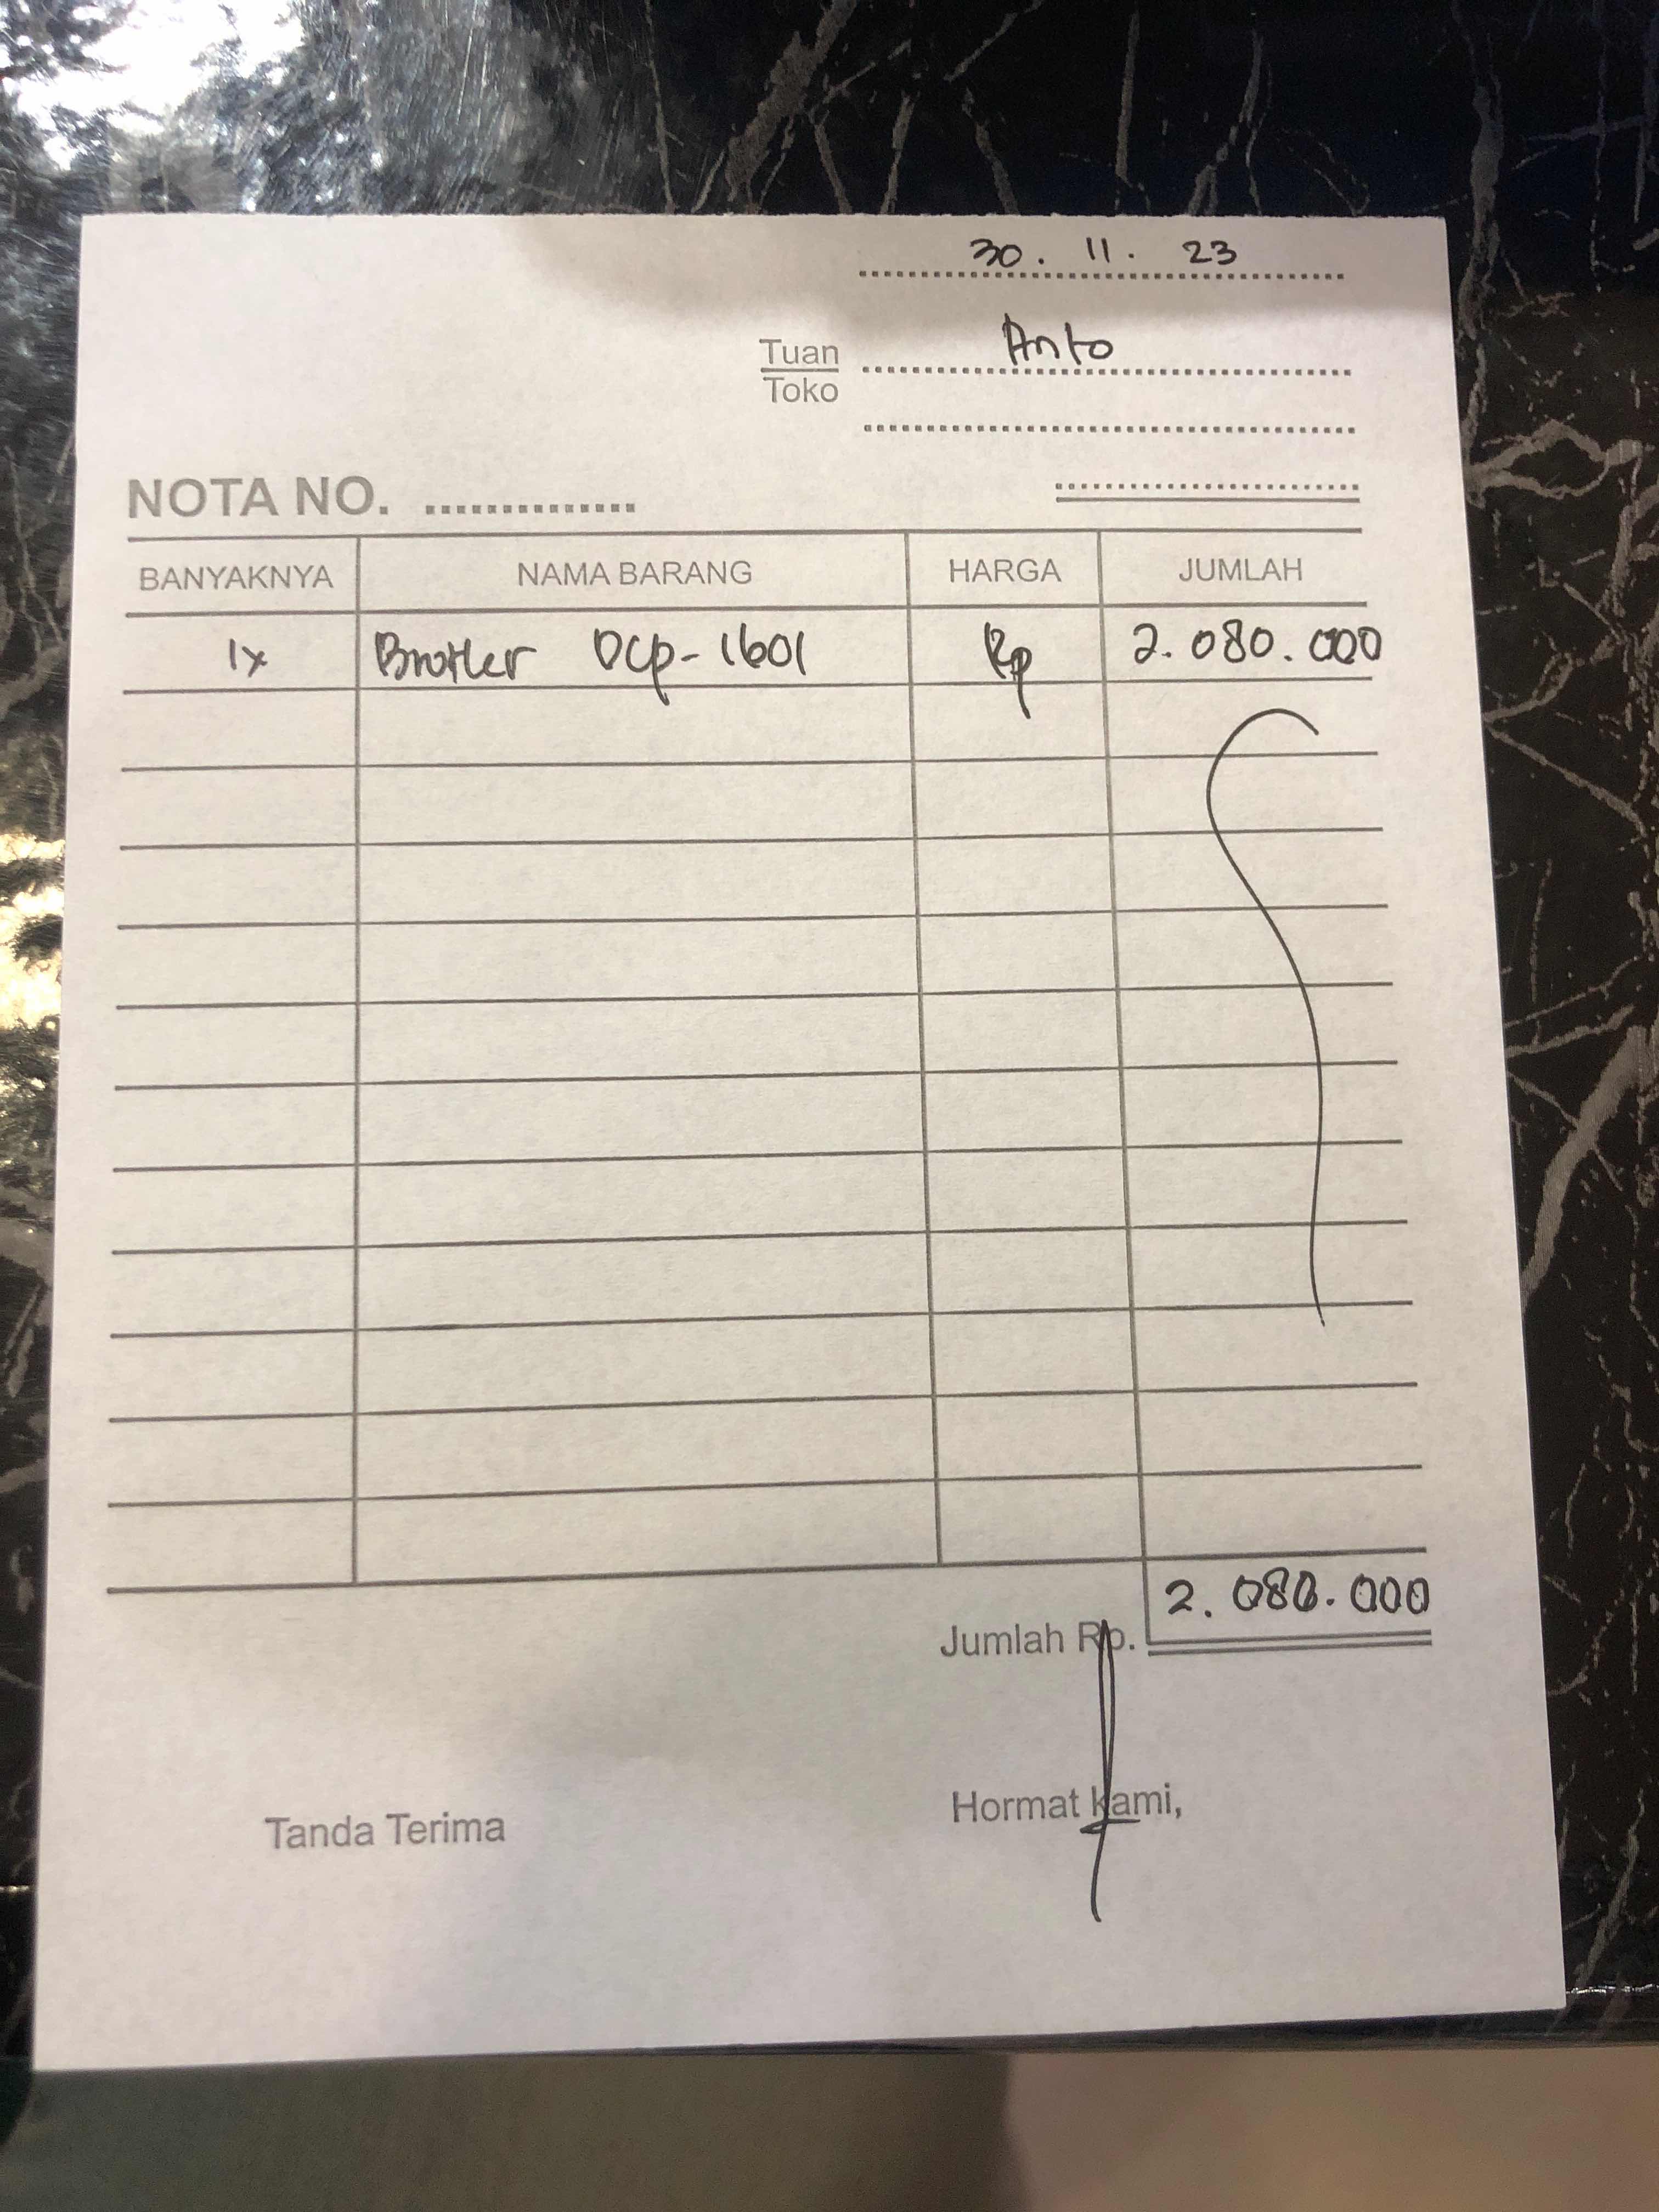 30. 11. 23
Tuan Anto
Toko
NOTA NO. ..............
BANYAKNYA NAMA BARANG HARGA JUMLAH
1x Brother DCP-1601 Rp 2.080.000
Jumlah Rp. 2.080.000
Tanda Terima Hormat kami,